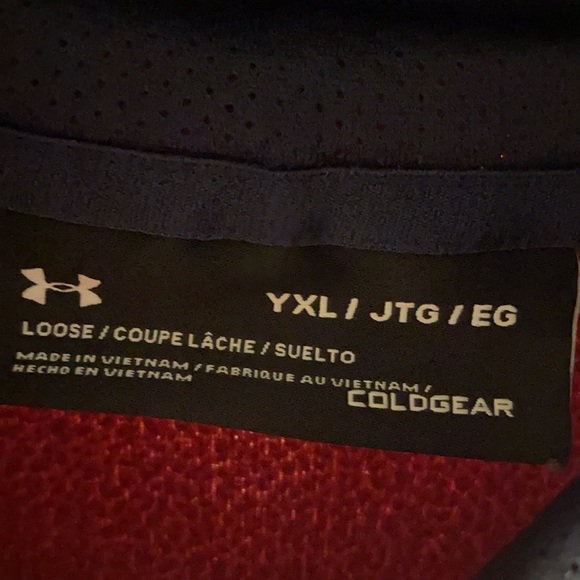 YXL / JTG / EG
LOOSE / COUPE LÂCHE / SUELTO
MADE IN VIETNAM / FABRIQUE AU VIETNAM /
HECHO EN VIETNAM
COLDGEAR